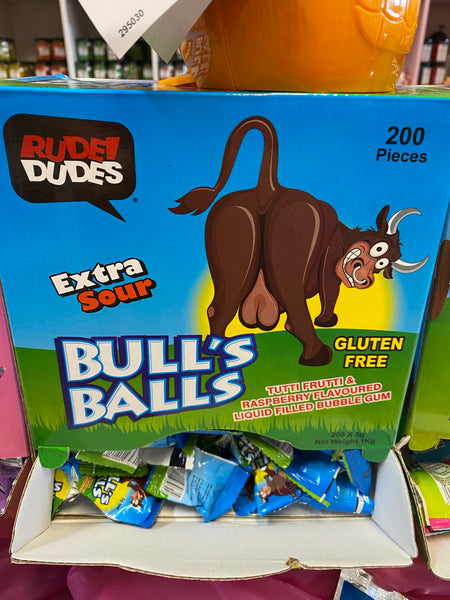 295030
RUDE!
DUDES
200
Pieces
Extra
Sour
BULL'S
BALLS
GLUTEN
FREE
TUTTI FRUTTI &
RASPBERRY FLAVOURED
LIQUID FILLED BUBBLE GUM
200 X 5g
Net Weight 1Kg